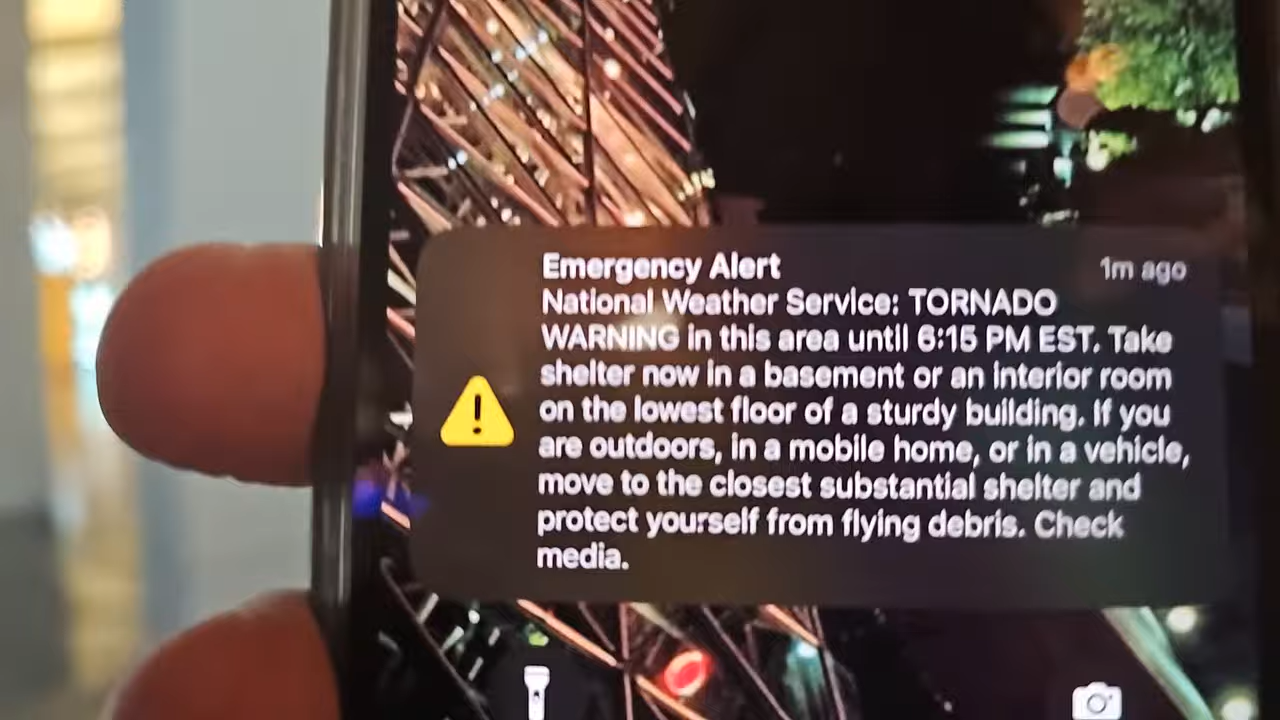 Emergency Alert
1m ago
National Weather Service: TORNADO
WARNING in this area until 6:15 PM EST. Take
shelter now in a basement or an interior room
on the lowest floor of a sturdy building. If you
are outdoors, in a mobile home, or in a vehicle,
move to the closest substantial shelter and
protect yourself from flying debris. Check
media.